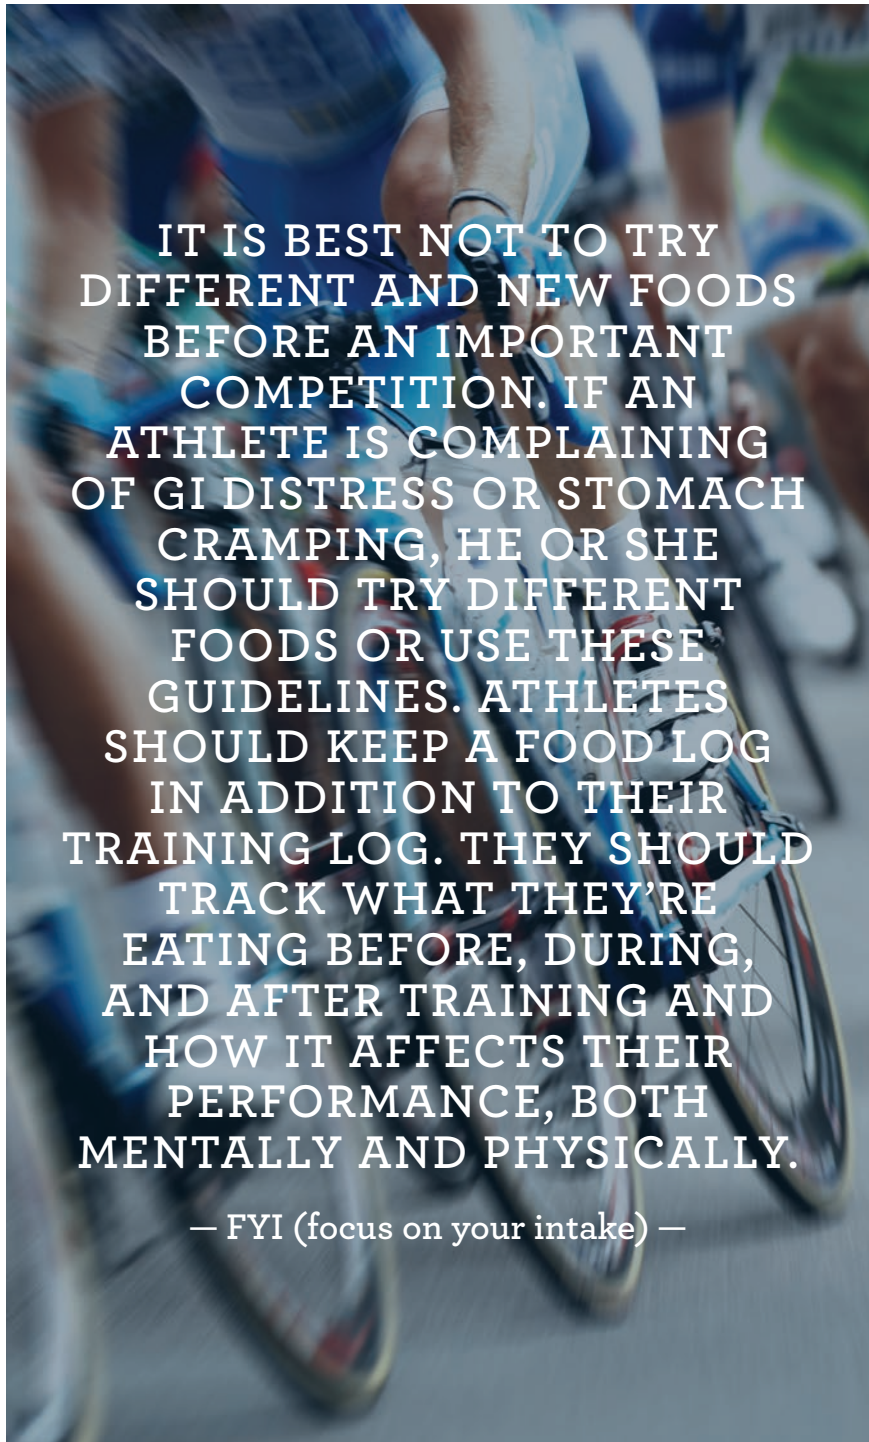 IT IS BEST NOT TO TRY
DIFFERENT AND NEW FOODS
BEFORE AN IMPORTANT
COMPETITION. IF AN
ATHLETE IS COMPLAINING
OF GI DISTRESS OR STOMACH
CRAMPING, HE OR SHE
SHOULD TRY DIFFERENT
FOODS OR USE THESE
GUIDELINES. ATHLETES
SHOULD KEEP A FOOD LOG
IN ADDITION TO THEIR
TRAINING LOG. THEY SHOULD
TRACK WHAT THEY’RE
EATING BEFORE, DURING,
AND AFTER TRAINING AND
HOW IT AFFECTS THEIR
PERFORMANCE, BOTH
MENTALLY AND PHYSICALLY.
— FYI (focus on your intake) —